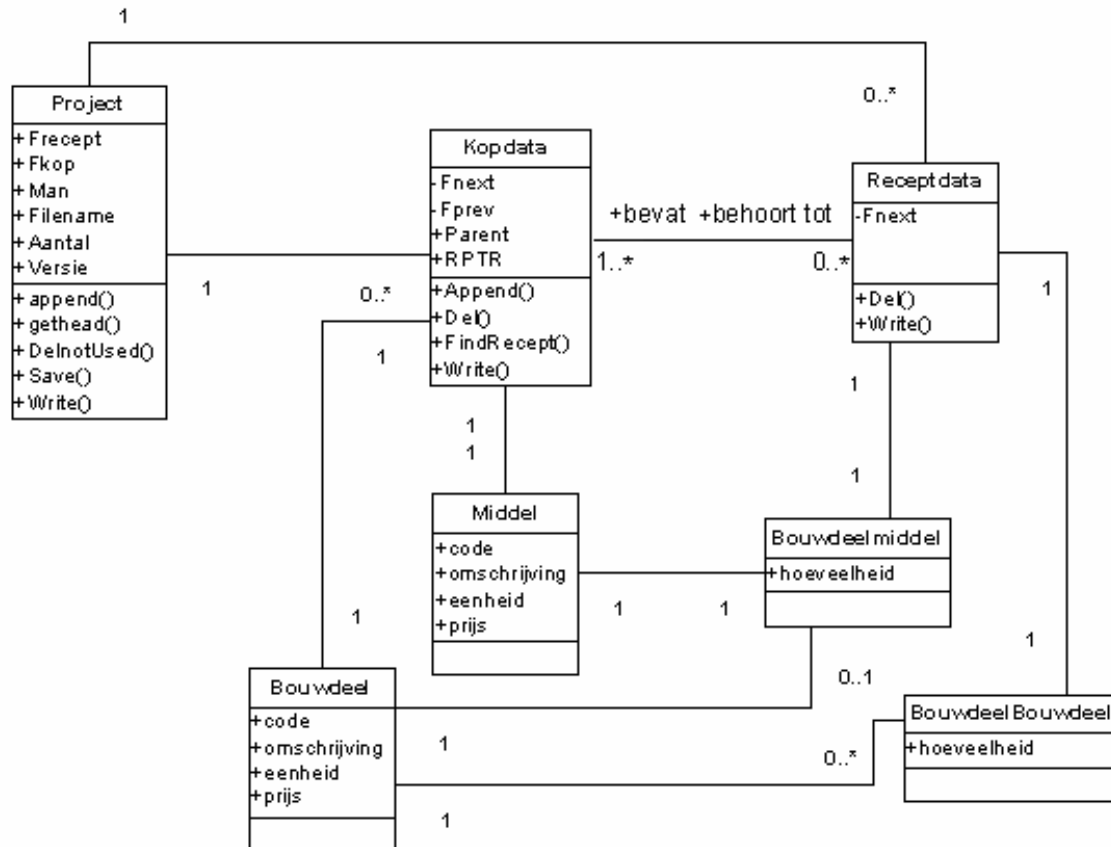 1
Project
+ Frecept
+ Fkop
+ Man
+ Filename
+ Aantal
+ Versie
+ append()
+ gethead()
+ DelnotUsed()
+ Save()
+ Write()
1
0..*
Kopdata
- Fnext
- Fprev
+ Parent
+ RPTR
+ Append()
+ Del()
+ FindRecept()
+ Write()
+bevat +behoort tot
1..* 0..*
0..*
Receptdata
- Fnext
+ Del()
+ Write()
1
1
1
1
1
1
Middel
+ code
+ omschrijving
+ eenheid
+ prijs
1 1
1
Bouwdeelmiddel
+ hoeveelheid
0..1
1
1
Bouwdeel
+ code
+ omschrijving
+ eenheid
+ prijs
1
1
0..*
BouwdeelBouwdeel
+ hoeveelheid